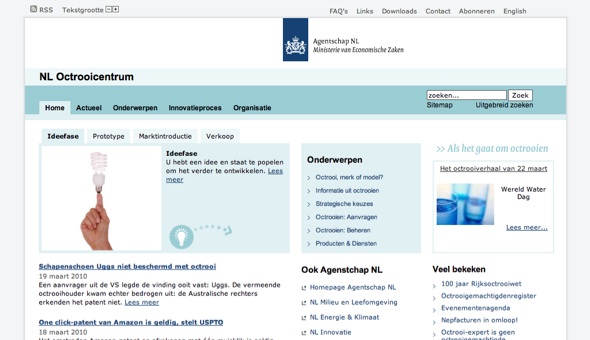 RSS Tekstgrootte
FAQ's Links Downloads Contact Abonneren English
Agentschap NL
Ministerie van Economische Zaken
NL Octrooicentrum
zoeken... Zoek
Sitemap Uitgebreid zoeken
Home Actueel Onderwerpen Innovatieproces Organisatie
Ideefase Prototype Marktintroductie Verkoop
Ideefase
U hebt een idee en staat te popelen
om het verder te ontwikkelen. Lees
meer
Schapenschoen Uggs niet beschermd met octrooi
19 maart 2010
Een aanvrager uit de VS legde de vinding ooit vast: Uggs. De vermeende
octrooihouder kwam echter bedrogen uit: de Australische rechters
erkenden het patent niet. Lees meer
One click-patent van Amazon is geldig, stelt USPTO
18 maart 2010
Onderwerpen
Octrooi, merk of model?
Informatie uit octrooien
Strategische keuzes
Octrooien: Aanvragen
Octrooien: Beheren
Producten & Diensten
Ook Agenstchap NL
Homepage Agentschap NL
NL Milieu en Leefomgeving
NL Energie & Klimaat
NL Innovatie
>> Als het gaat om octrooien
Het octrooiverhaal van 22 maart
Wereld Water
Dag
Lees meer...
Veel bekeken
100 jaar Rijksoctrooiwet
Octrooigemachtigdenregister
Evenementenagenda
Nepfacturen in omloop!
Octrooi-expert is geen